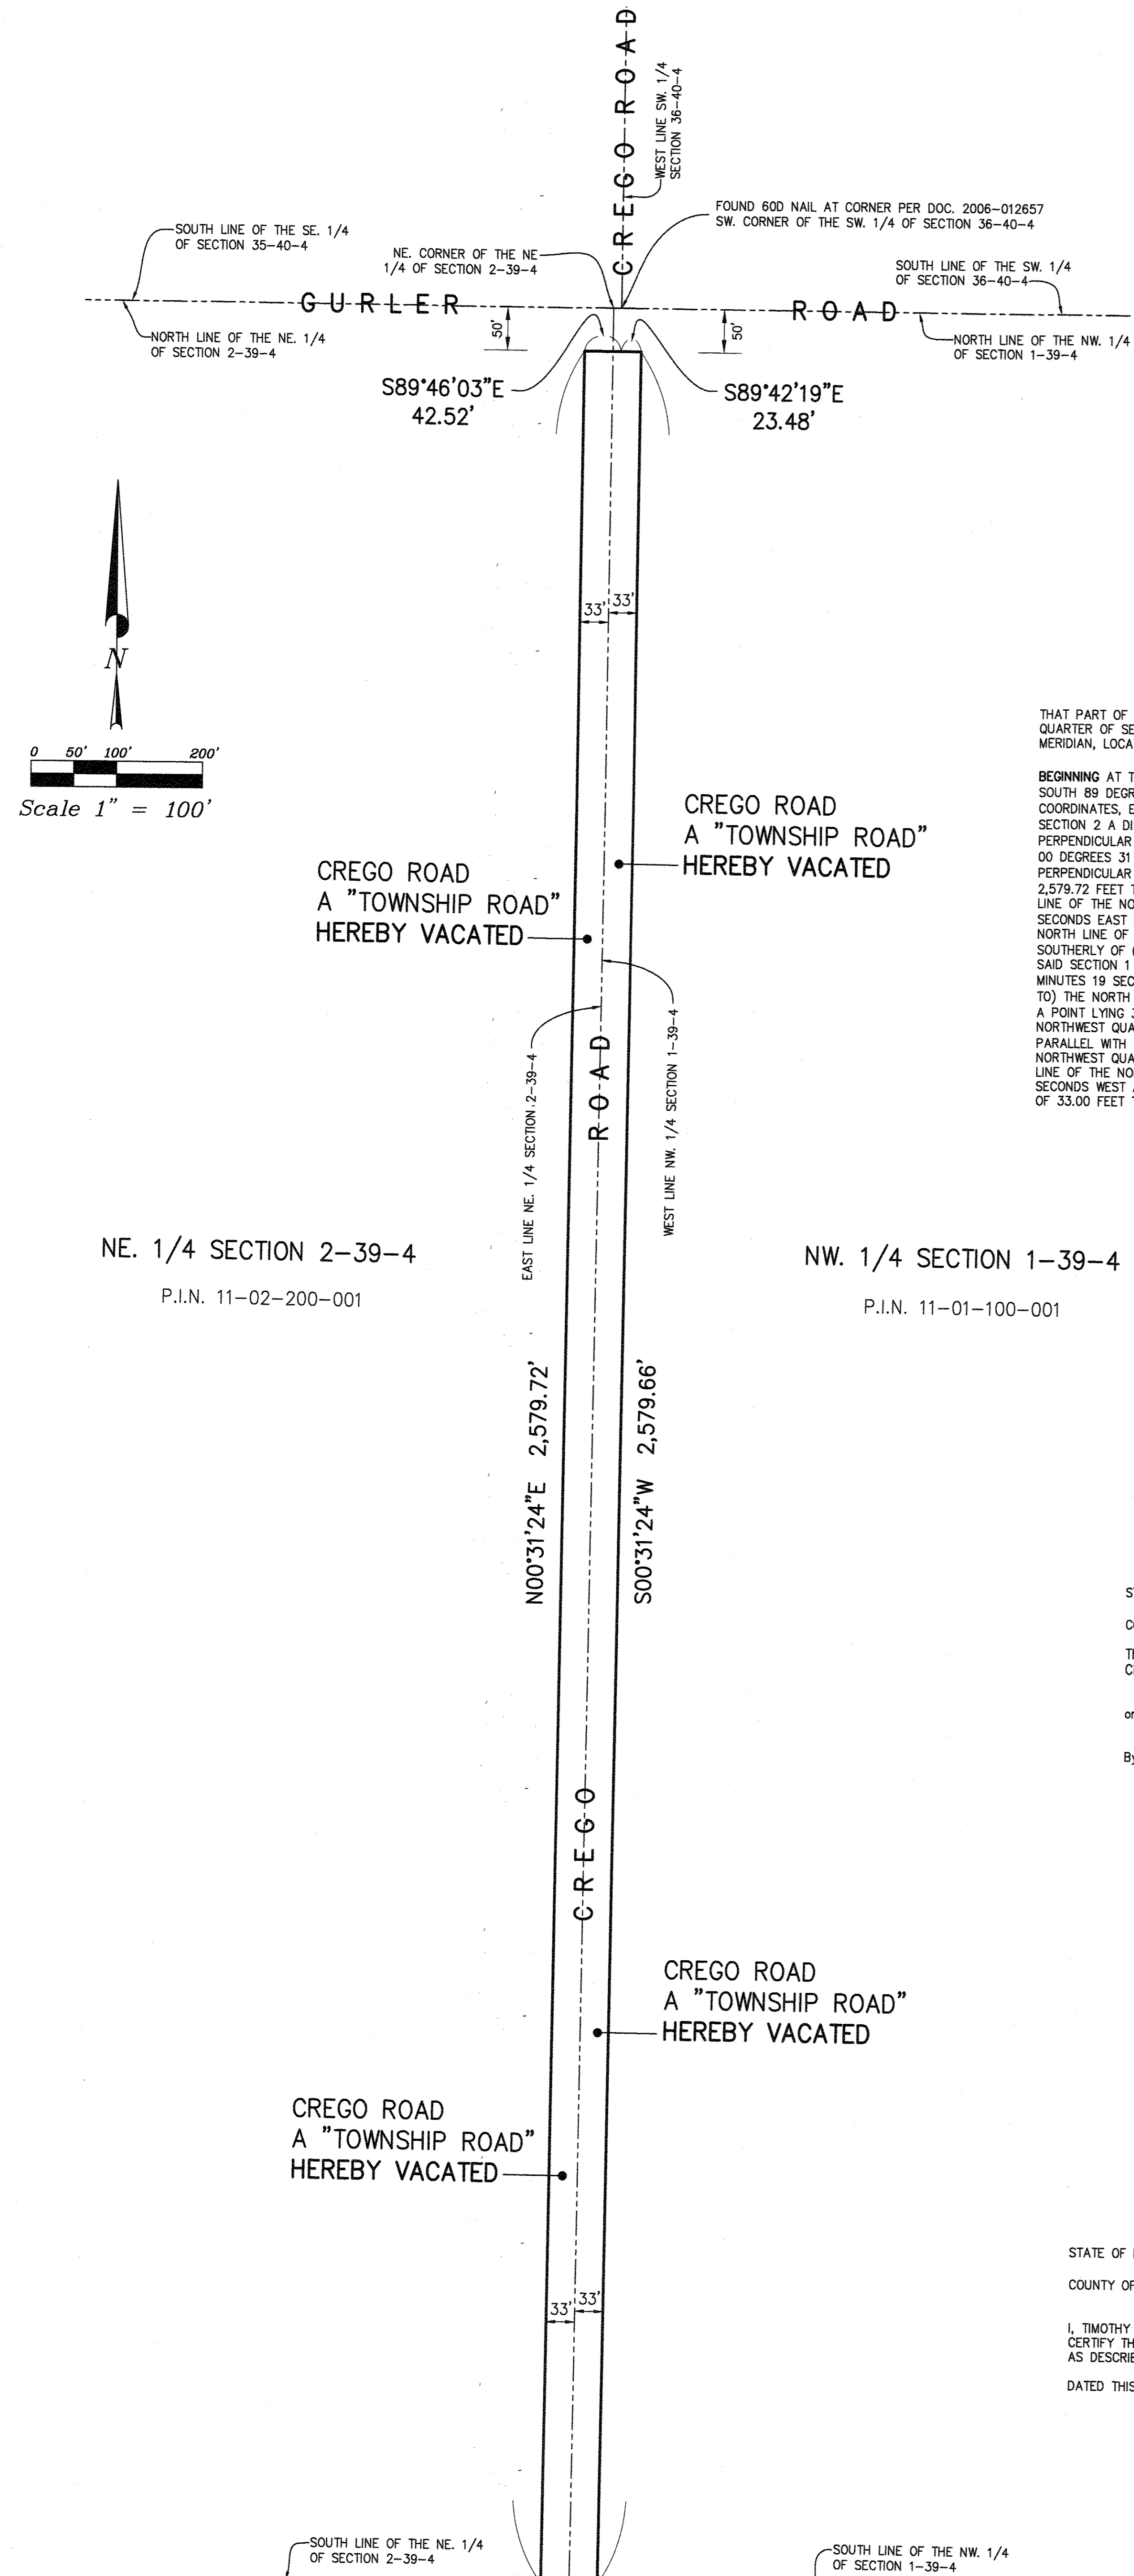 CREGO ROAD
WEST LINE SW. 1/4
SECTION 36-40-4
FOUND 60D NAIL AT CORNER PER DOC. 2006-012657
SW. CORNER OF THE SW. 1/4 OF SECTION 36-40-4
SOUTH LINE OF THE SE. 1/4
OF SECTION 35-40-4
NE. CORNER OF THE NE
1/4 OF SECTION 2-39-4
SOUTH LINE OF THE SW. 1/4
OF SECTION 36-40-4
GURLER ROAD
NORTH LINE OF THE NE. 1/4
OF SECTION 2-39-4
50'
50'
NORTH LINE OF THE NW. 1/4
OF SECTION 1-39-4
S89°46'03"E
42.52'
S89°42'19"E
23.48'
N
0 50' 100' 200'
Scale 1" = 100'
33' 33'
THAT PART OF
QUARTER OF SE
MERIDIAN, LOCA
BEGINNING AT T
SOUTH 89 DEGR
COORDINATES, E
SECTION 2 A DI
PERPENDICULAR
00 DEGREES 31
PERPENDICULAR
2,579.72 FEET T
LINE OF THE NO
SECONDS EAST
NORTH LINE OF
SOUTHERLY OF (
SAID SECTION 1
MINUTES 19 SEC
TO) THE NORTH
A POINT LYING 3
NORTHWEST QUA
PARALLEL WITH
NORTHWEST QUA
LINE OF THE NO
SECONDS WEST A
OF 33.00 FEET T
CREGO ROAD
A "TOWNSHIP ROAD"
HEREBY VACATED
CREGO ROAD
A "TOWNSHIP ROAD"
HEREBY VACATED
EAST LINE NE. 1/4 SECTION 2-39-4
WEST LINE NW. 1/4 SECTION 1-39-4
ROAD
NE. 1/4 SECTION 2-39-4
P.I.N. 11-02-200-001
NW. 1/4 SECTION 1-39-4
P.I.N. 11-01-100-001
N00°31'24"E 2,579.72'
S00°31'24"W 2,579.66'
CREGO
CREGO ROAD
A "TOWNSHIP ROAD"
HEREBY VACATED
CREGO ROAD
A "TOWNSHIP ROAD"
HEREBY VACATED
33' 33'
STATE OF
COUNTY OF
I, TIMOTHY
CERTIFY TH
AS DESCRIE
DATED THIS
SOUTH LINE OF THE NE. 1/4
OF SECTION 2-39-4
SOUTH LINE OF THE NW. 1/4
OF SECTION 1-39-4